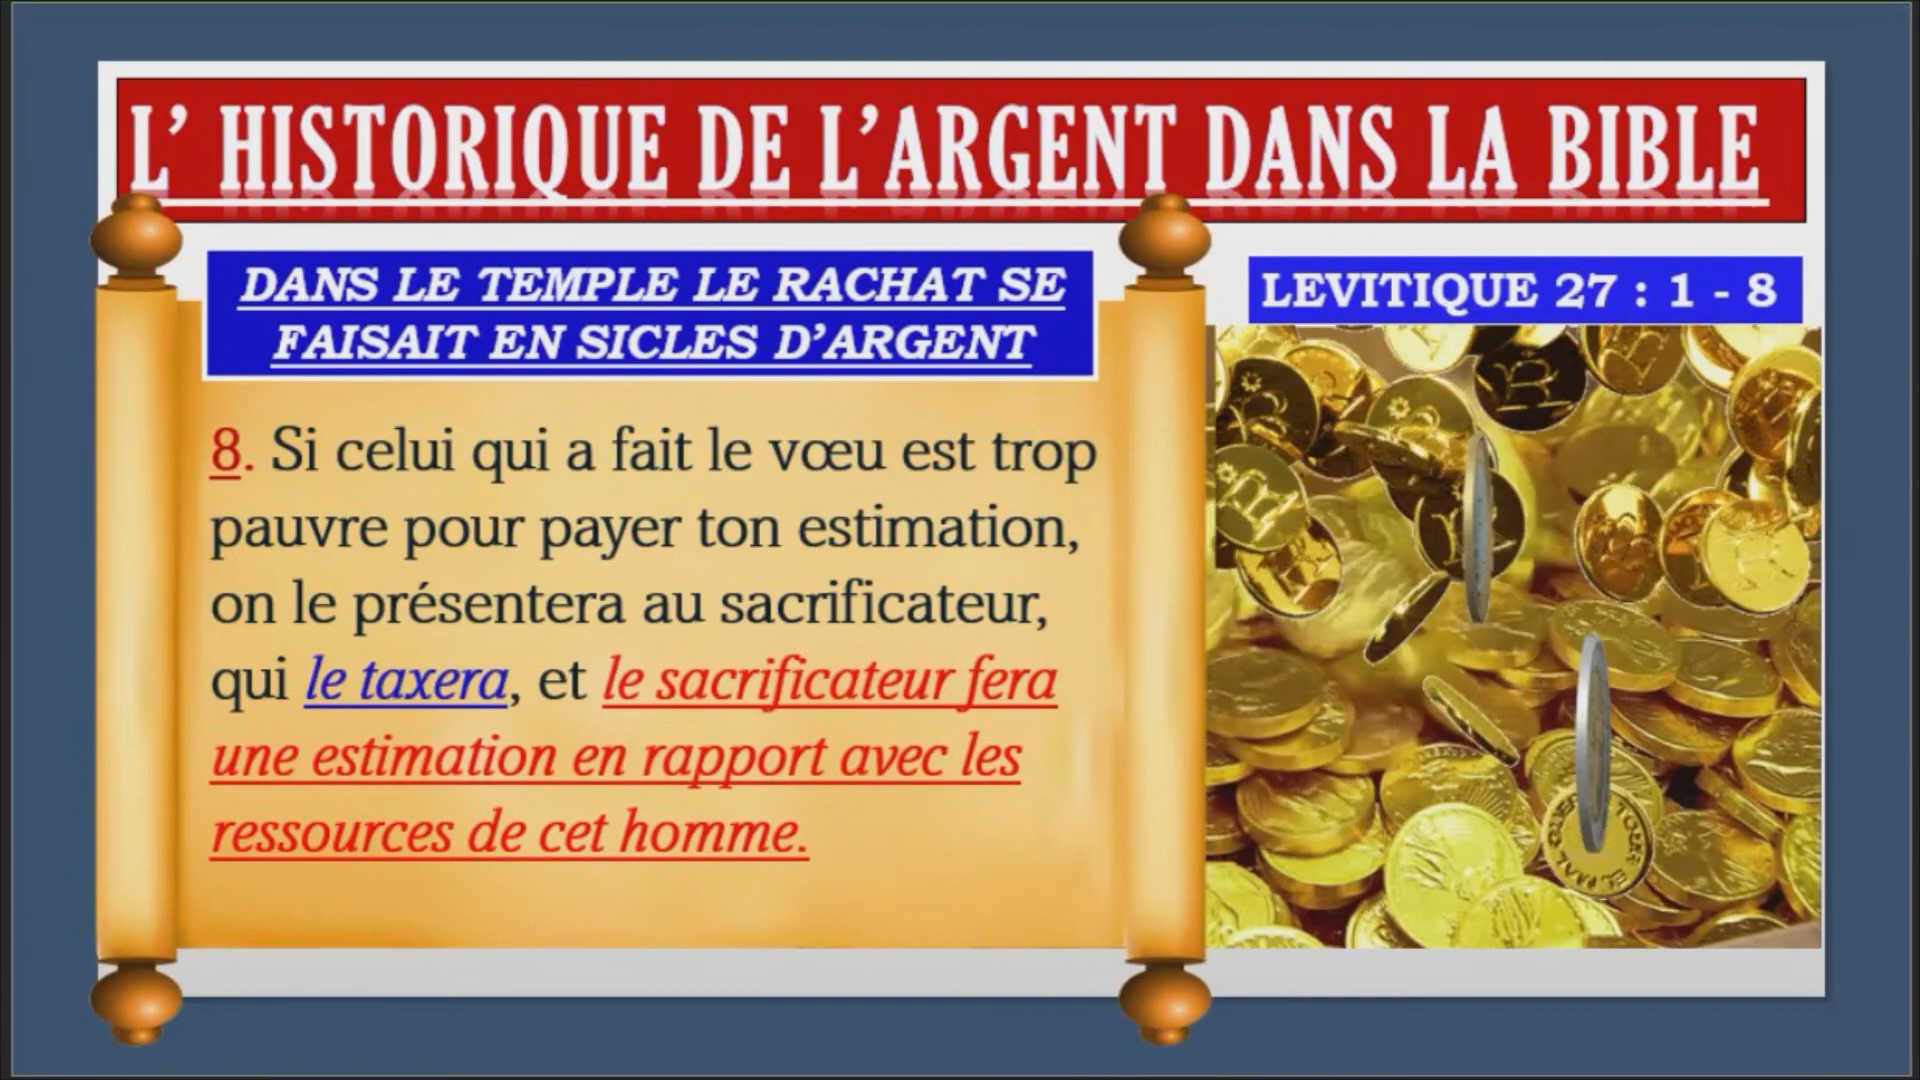 L' HISTORIQUE DE L'ARGENT DANS LA BIBLE
DANS LE TEMPLE LE RACHAT SE
FAISAIT EN SICLES D'ARGENT
LEVITIQUE 27 : 1 - 8
8. Si celui qui a fait le vœu est trop
pauvre pour payer ton estimation,
on le présentera au sacrificateur,
qui le taxera, et le sacrificateur fera
une estimation en rapport avec les
ressources de cet homme.